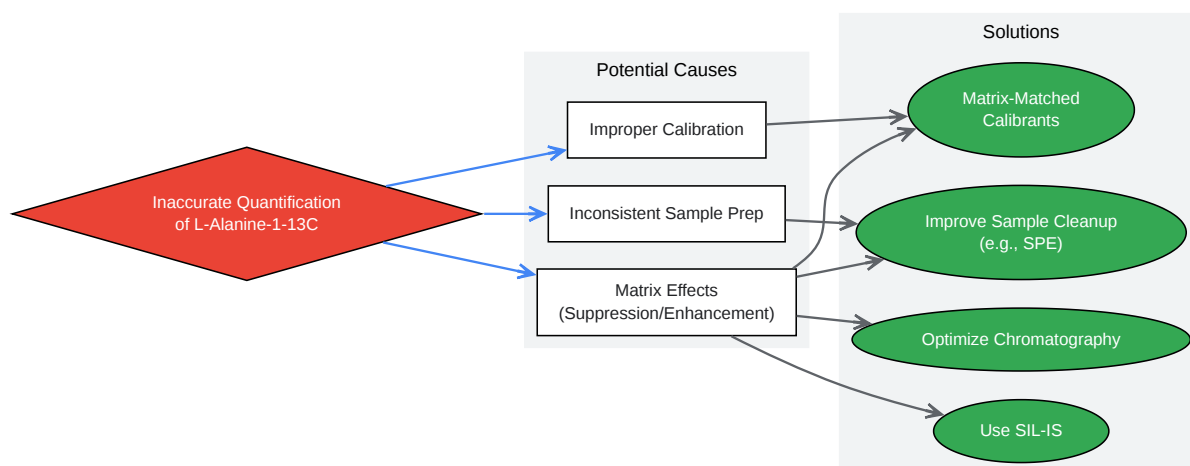 Inaccurate Quantification
of L-Alanine-1-13C
Potential Causes
Improper Calibration
Inconsistent Sample Prep
Matrix Effects
(Suppression/Enhancement)
Solutions
Matrix-Matched
Calibrants
Improve Sample Cleanup
(e.g., SPE)
Optimize Chromatography
Use SIL-IS